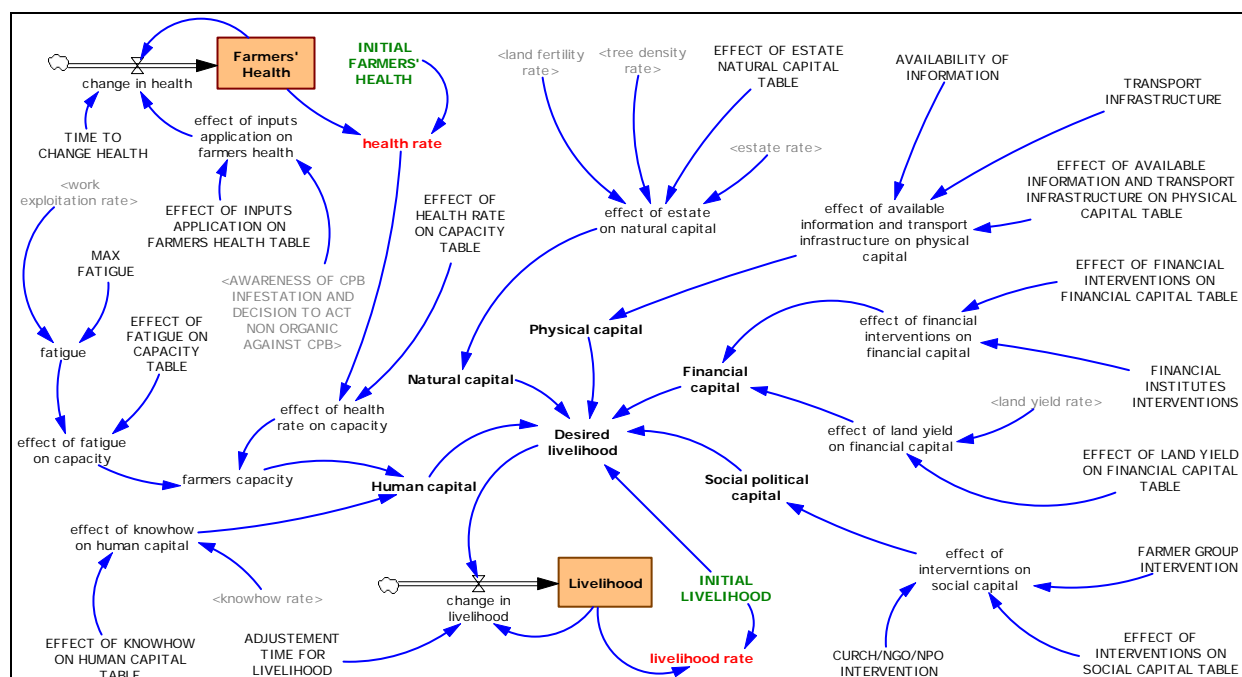 Farmers'
Health
change in health
INITIAL
FARMERS'
HEALTH
<land fertility
rate>
<tree density
rate>
EFFECT OF ESTATE
NATURAL CAPITAL
TABLE
AVAILABILITY OF
INFORMATION
TRANSPORT
INFRASTRUCTURE
TIME TO
CHANGE HEALTH
effect of inputs
application on
farmers health
health rate
<estate rate>
EFFECT OF AVAILABLE
INFORMATION AND TRANSPORT
INFRASTRUCTURE ON PHYSICAL
CAPITAL TABLE
<work
exploitation rate>
EFFECT OF INPUTS
APPLICATION ON
FARMERS HEALTH TABLE
EFFECT OF
HEALTH RATE
ON CAPACITY
TABLE
effect of estate
on natural capital
effect of available
information and transport
infrastructure on physical
capital
MAX
FATIGUE
<AWARENESS OF CPB
INFESTATION AND
DECISION TO ACT
NON ORGANIC
AGAINST CPB>
EFFECT OF FINANCIAL
INTERVENTIONS ON
FINANCIAL CAPITAL TABLE
EFFECT OF
FATIGUE ON
CAPACITY
TABLE
fatigue
Physical capital
effect of financial
interventions on
financial capital
Natural capital
Financial
capital
FINANCIAL
INSTITUTES
INTERVENTIONS
effect of health
rate on capacity
<land yield rate>
effect of fatigue
on capacity
Desired
livelihood
effect of land yield
on financial capital
farmers capacity
Human capital
Social political
capital
EFFECT OF LAND YIELD
ON FINANCIAL CAPITAL
TABLE
effect of knowhow
on human capital
effect of
interverntions on
social capital
FARMER GROUP
INTERVENTION
<knowhow rate>
Livelihood
change in
livelihood
INITIAL
LIVELIHOOD
EFFECT OF KNOWHOW
ON HUMAN CAPITAL
TABLE
ADJUSTEMENT
TIME FOR
LIVELIHOOD
livelihood rate
CURCH/NGO/NPO
INTERVENTION
EFFECT OF
INTERVENTIONS ON
SOCIAL CAPITAL TABLE